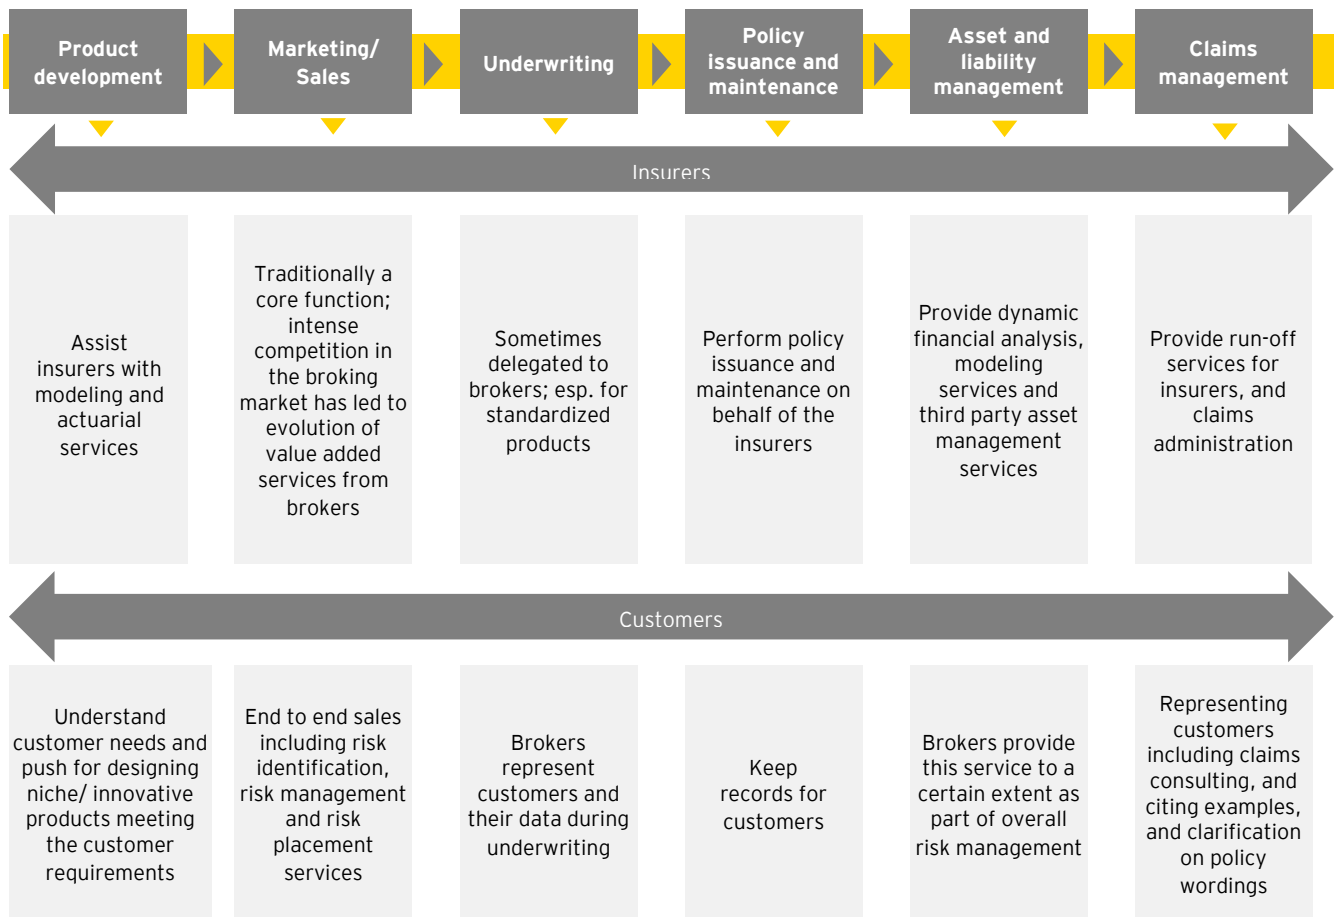 Product
development
Marketing/
Sales
Underwriting
Policy
issuance and
maintenance
Asset and
liability
management
Claims
management
Insurers
Assist
insurers with
modeling and
actuarial
services
Traditionally a
core function;
intense
competition in
the broking
market has led to
evolution of
value added
services from
brokers
Sometimes
delegated to
brokers; esp. for
standardized
products
Perform policy
issuance and
maintenance on
behalf of the
insurers
Provide dynamic
financial analysis,
modeling
services and
third party asset
management
services
Provide run-off
services for
insurers, and
claims
administration
Customers
Understand
customer needs and
push for designing
niche/ innovative
products meeting
the customer
requirements
End to end sales
including risk
identification,
risk management
and risk
placement
services
Brokers
represent
customers and
their data during
underwriting
Keep
records for
customers
Brokers provide
this service to a
certain extent as
part of overall
risk management
Representing
customers
including claims
consulting, and
citing examples,
and clarification
on policy
wordings